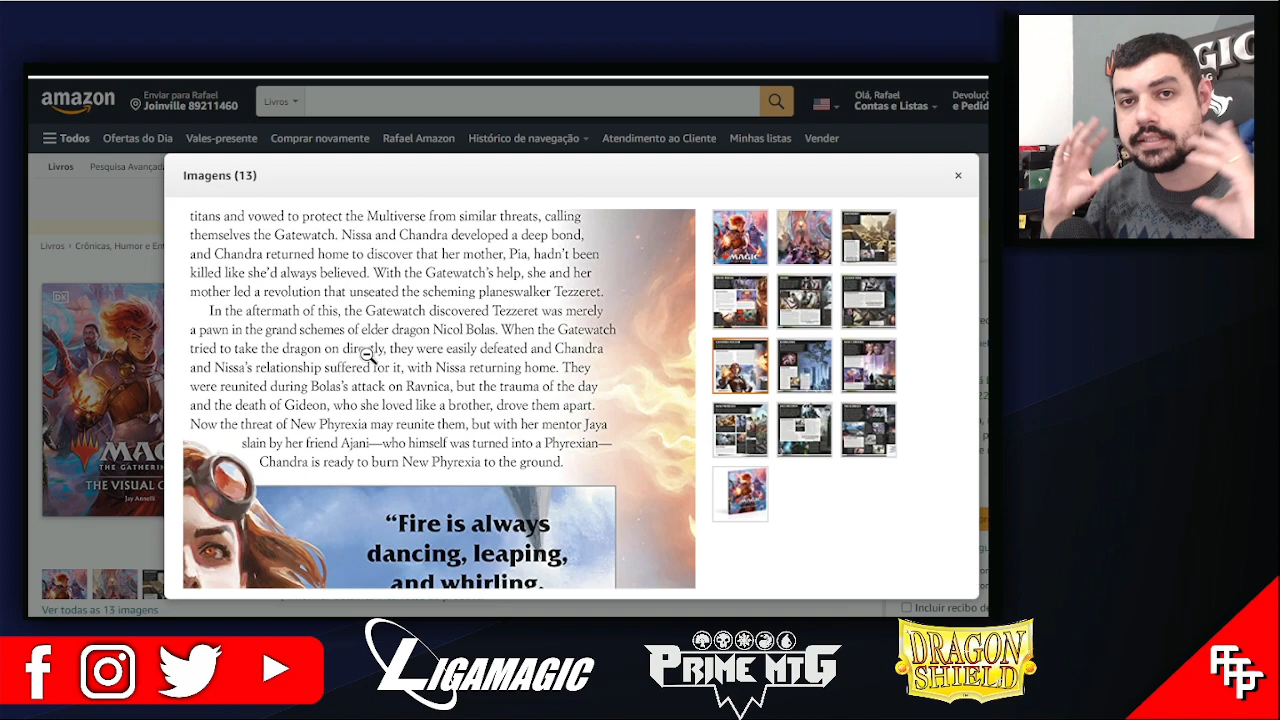 amazon
Enviar para Rafael
Joinville 89211460
Livros
Olá, Rafael
Contas e Listas
Devoluç
e Pedid
Todos
Ofertas do Dia
Vales-presente
Comprar novamente
Rafael Amazon
Histórico de navegação
Atendimento ao Cliente
Minhas listas
Vender
Livros
Pesquisa Avançada
Imagens (13)
×
Livros › Crônicas, Humor e Ent
titans and vowed to protect the Multiverse from similar threats, calling
themselves the Gatewatch. Nissa and Chandra developed a deep bond,
and Chandra returned home to discover that her mother, Pia, hadn't been
killed like she'd always believed. With the Gatewatch's help, she and her
mother led a revolution that unseated the scheming planeswalker Tezzeret.
In the aftermath of this, the Gatewatch discovered Tezzeret was merely
a pawn in the grand schemes of elder dragon Nicol Bolas. When the Gatewatch
tried to take the dragon on directly, they were easily defeated and Chandra
and Nissa's relationship suffered for it, with Nissa returning home. They
were reunited during Bolas's attack on Ravnica, but the trauma of the day
and the death of Gideon, who she loved like a brother, drove them apart.
Now the threat of New Phyrexia may reunite them, but with her mentor Jaya
slain by her friend Ajani—who himself was turned into a Phyrexian—
Chandra is ready to burn New Phyrexia to the ground.
"Fire is always
dancing, leaping,
and whirling.
DK
MA
THE GATHERING
THE VISUAL G
Jay Annelli
MAGIC
Ver todas as 13 imagens
Incluir recibo de
LIGAMAGIC
PRIME MTG
DRAGON
SHIELD